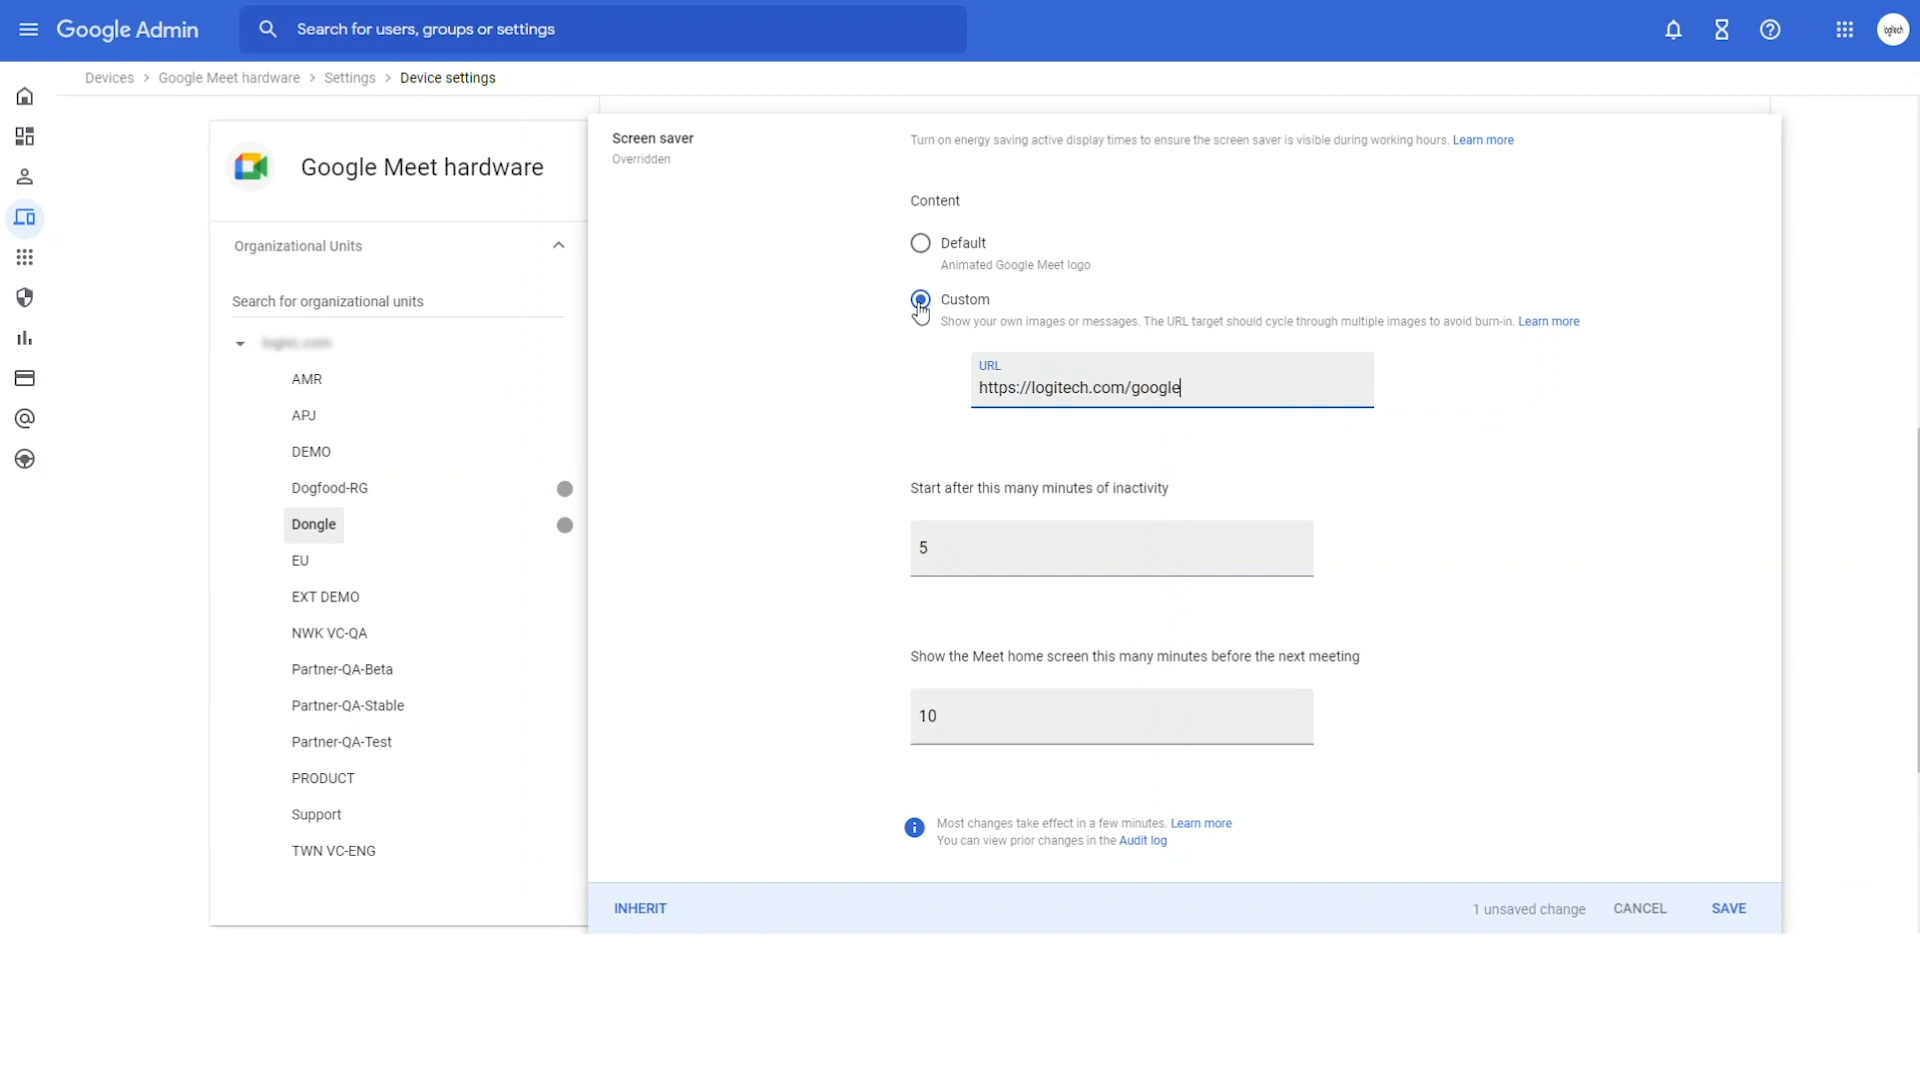 Google Admin
Search for users, groups or settings
logitech
Devices > Google Meet hardware > Settings > Device settings
Google Meet hardware
Organizational Units
Search for organizational units
AMR
APJ
DEMO
Dogfood-RG
Dongle
EU
EXT DEMO
NWK VC-QA
Partner-QA-Beta
Partner-QA-Stable
Partner-QA-Test
PRODUCT
Support
TWN VC-ENG
Screen saver
Overridden
Turn on energy saving active display times to ensure the screen saver is visible during working hours. Learn more
Content
Default
Animated Google Meet logo
Custom
Show your own images or messages. The URL target should cycle through multiple images to avoid burn-in. Learn more
URL
https://logitech.com/google
Start after this many minutes of inactivity
5
Show the Meet home screen this many minutes before the next meeting
10
Most changes take effect in a few minutes. Learn more
You can view prior changes in the Audit log
INHERIT
1 unsaved change
CANCEL
SAVE